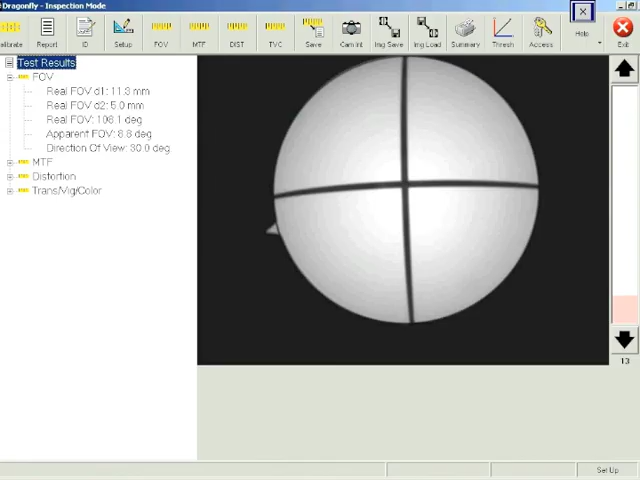 Dragonfly - Inspection Mode
alibrate Report ID Setup FOV MTF DIST TVC Save Cam Int Img Save Img Load Summary Thresh Access Help Exit
Test Results
FOV
Real FOV d1: 11.3 mm
Real FOV d2: 5.0 mm
Real FOV: 106.1 deg
Apparent FOV: 8.8 deg
Direction Of View: 30.0 deg
MTF
Distortion
Trans/Vig/Color
13
Set Up